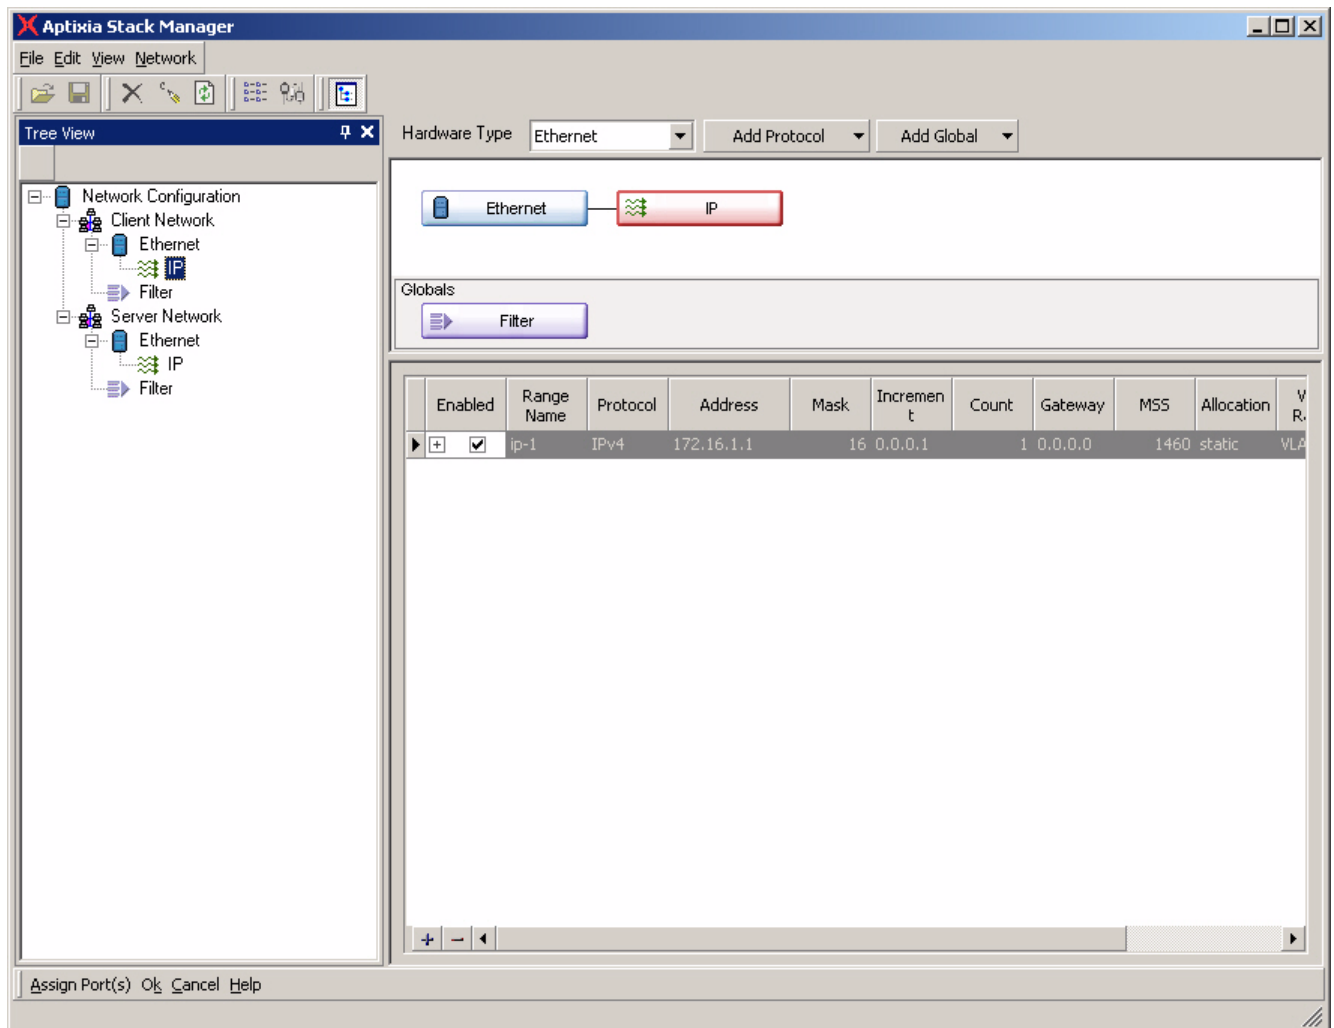 Aptixia Stack Manager
File Edit View Network
Tree View
Hardware Type Ethernet Add Protocol Add Global
Network Configuration
Client Network
Ethernet
IP
Filter
Server Network
Ethernet
IP
Filter
Ethernet IP
Globals
Filter
Enabled Range Name Protocol Address Mask Increment Count Gateway MSS Allocation V R
ip-1 IPv4 172.16.1.1 16 0.0.0.1 1 0.0.0.0 1460 static VLA
Assign Port(s) Ok Cancel Help